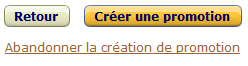 Retour Créer une promotion
Abandonner la création de promotion